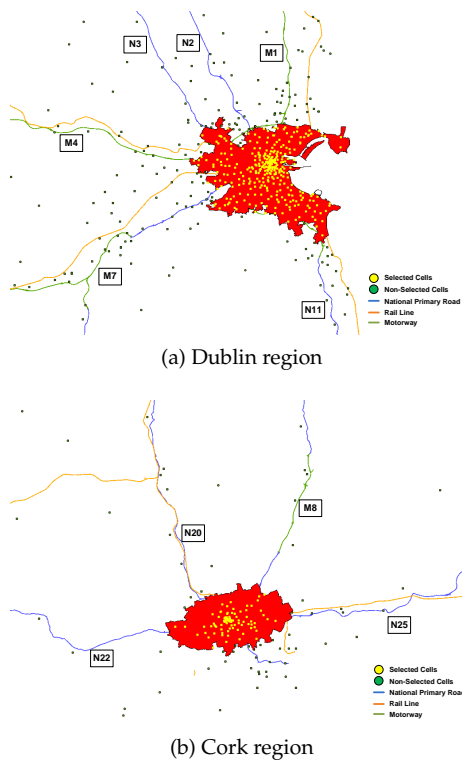 N3
N2
M1
M4
M7
N11
Selected Cells
Non-Selected Cells
National Primary Road
Rail Line
Motorway
(a) Dublin region
N20
M8
N25
N22
Selected Cells
Non-Selected Cells
National Primary Road
Rail Line
Motorway
(b) Cork region